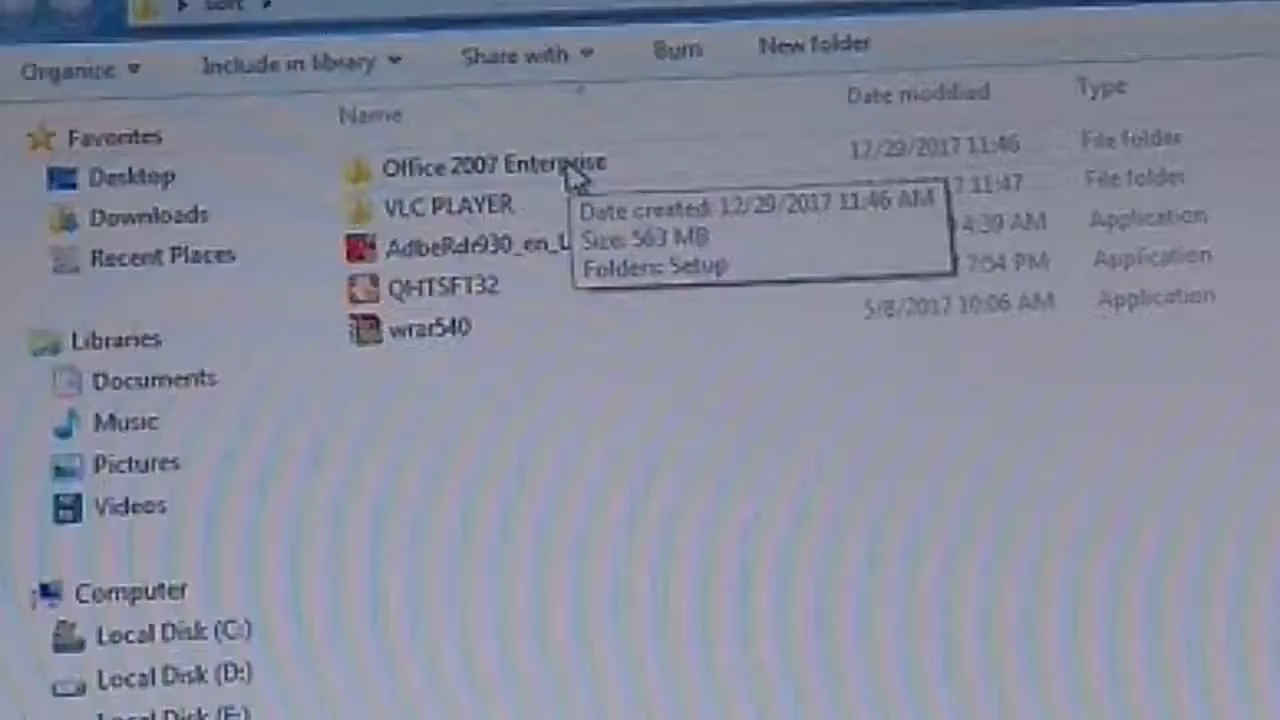 soft
Organize
Include in library
Share with
Burn
New folder
Name
Date modified
Type
Favorites
Desktop
Downloads
Recent Places
Office 2007 Enterprise
12/29/2017 11:46
File folder
VLC PLAYER
7 11:47
File folder
AdbeRdr930_en_
4:39 AM
Application
QHTSFT32
7:04 PM
Application
wrar540
5/8/2017 10:06 AM
Application
Date created: 12/29/2017 11:46 AM
Size: 563 MB
Folders: Setup
Libraries
Documents
Music
Pictures
Videos
Computer
Local Disk (C:)
Local Disk (D:)
Local Disk (E:)